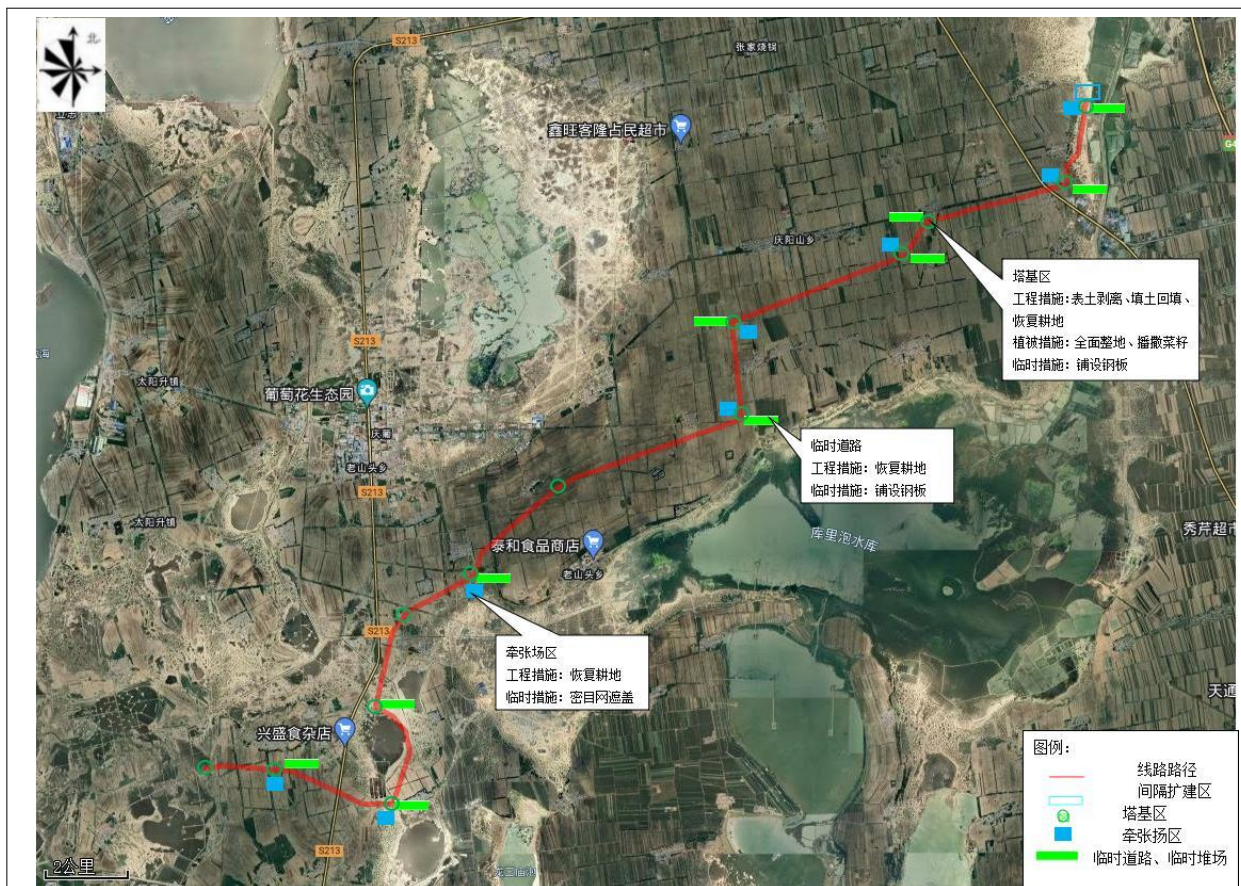 北
S213
张家烧锅
鑫旺客隆占民超市
G4
庆阳山乡
塔基区
工程措施：表土剥离、填土回填、
恢复耕地
植被措施：全面整地、播撒菜籽
临时措施：铺设钢板
S213
太阳升镇
葡萄花生态园
庆葡
老山头乡
临时道路
工程措施：恢复耕地
临时措施：铺设钢板
S213
太阳升镇
泰和食品商店
老山头乡
库里泡水库
秀芹超市
S213
牵张场区
工程措施：恢复耕地
临时措施：密目网遮盖
天通
兴盛食杂店
图例：
线路路径
间隔扩建区
塔基区
牵张扬区
临时道路、临时堆场
S213
2公里